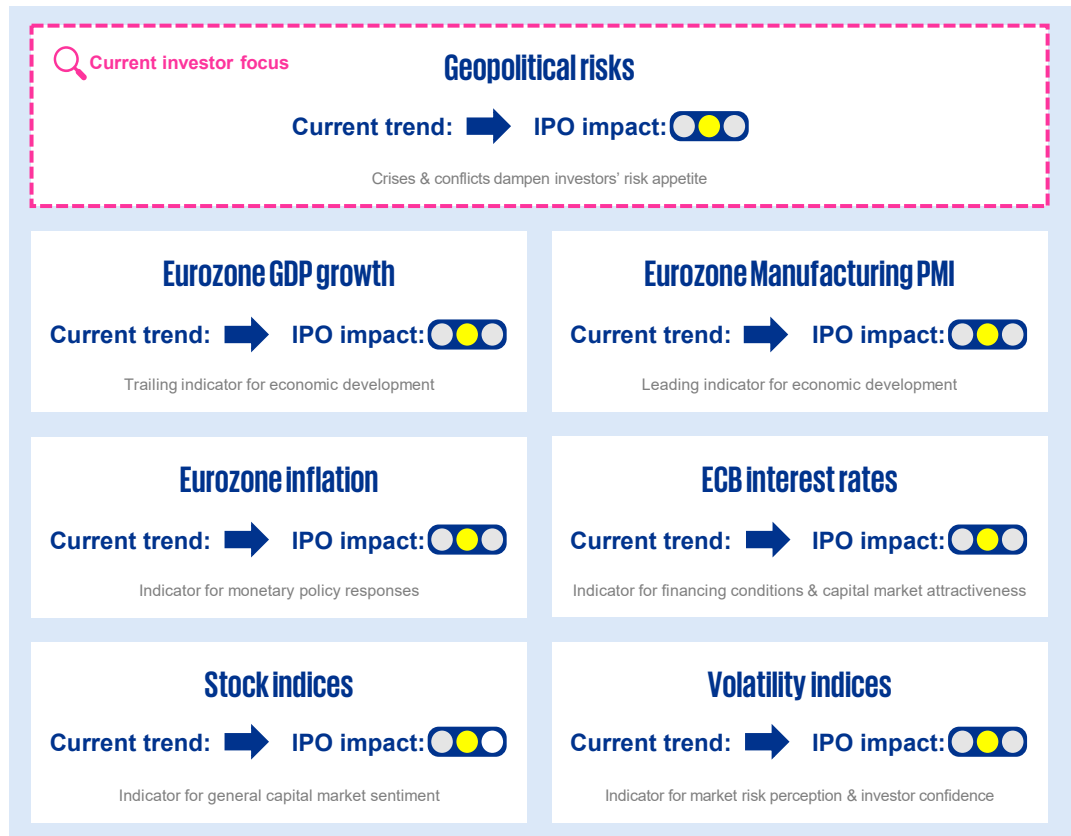 Current investor focus
Geopolitical risks
Current trend: IPO impact:
Crises & conflicts dampen investors’ risk appetite
Eurozone GDP growth
Current trend: IPO impact:
Trailing indicator for economic development
Eurozone Manufacturing PMI
Current trend: IPO impact:
Leading indicator for economic development
Eurozone inflation
Current trend: IPO impact:
Indicator for monetary policy responses
ECB interest rates
Current trend: IPO impact:
Indicator for financing conditions & capital market attractiveness
Stock indices
Current trend: IPO impact:
Indicator for general capital market sentiment
Volatility indices
Current trend: IPO impact:
Indicator for market risk perception & investor confidence